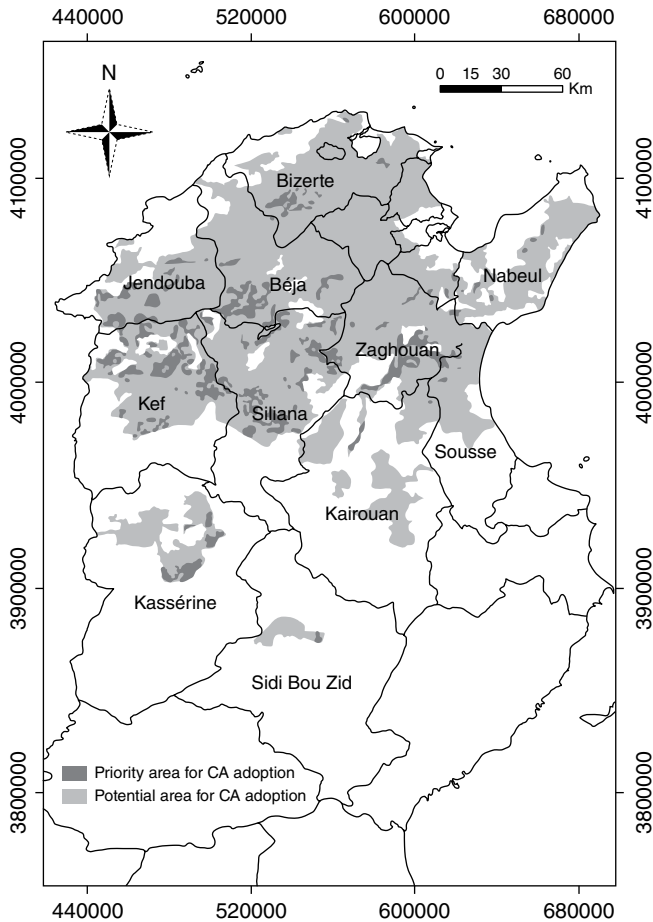 440000 520000 600000 680000
N
0 15 30 60
Km
4100000 4100000
Bizerte
Nabeul
Jendouba
Béja
Zaghouan
4000000 4000000
Kef
Siliana
Sousse
Kairouan
3900000 3900000
Kassérine
Sidi Bou Zid
Priority area for CA adoption
3800000 3800000
Potential area for CA adoption
440000 520000 600000 680000